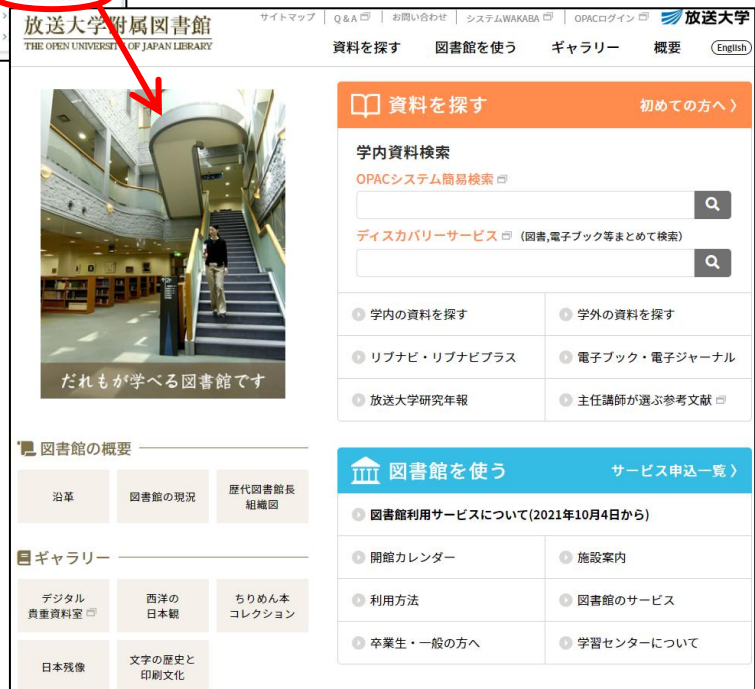 放送大学附属図書館
THE OPEN UNIVERSITY OF JAPAN LIBRARY
サイトマップ
Q & A
お問い合わせ
システムWAKABA
OPACログイン
放送大学
資料を探す
図書館を使う
ギャラリー
概要
English
だれもが学べる図書館です
資料を探す
初めての方へ 〉
学内資料検索
OPACシステム簡易検索
ディスカバリーサービス (図書,電子ブック等まとめて検索)
学内の資料を探す
学外の資料を探す
リブナビ・リブナビプラス
電子ブック・電子ジャーナル
放送大学研究年報
主任講師が選ぶ参考文献
図書館の概要
沿革
図書館の現況
歴代図書館長
組織図
ギャラリー
デジタル
貴重資料室
西洋の
日本観
ちりめん本
コレクション
日本残像
文字の歴史と
印刷文化
図書館を使う
サービス申込一覧 〉
図書館利用サービスについて(2021年10月4日から)
開館カレンダー
施設案内
利用方法
図書館のサービス
卒業生・一般の方へ
学習センターについて